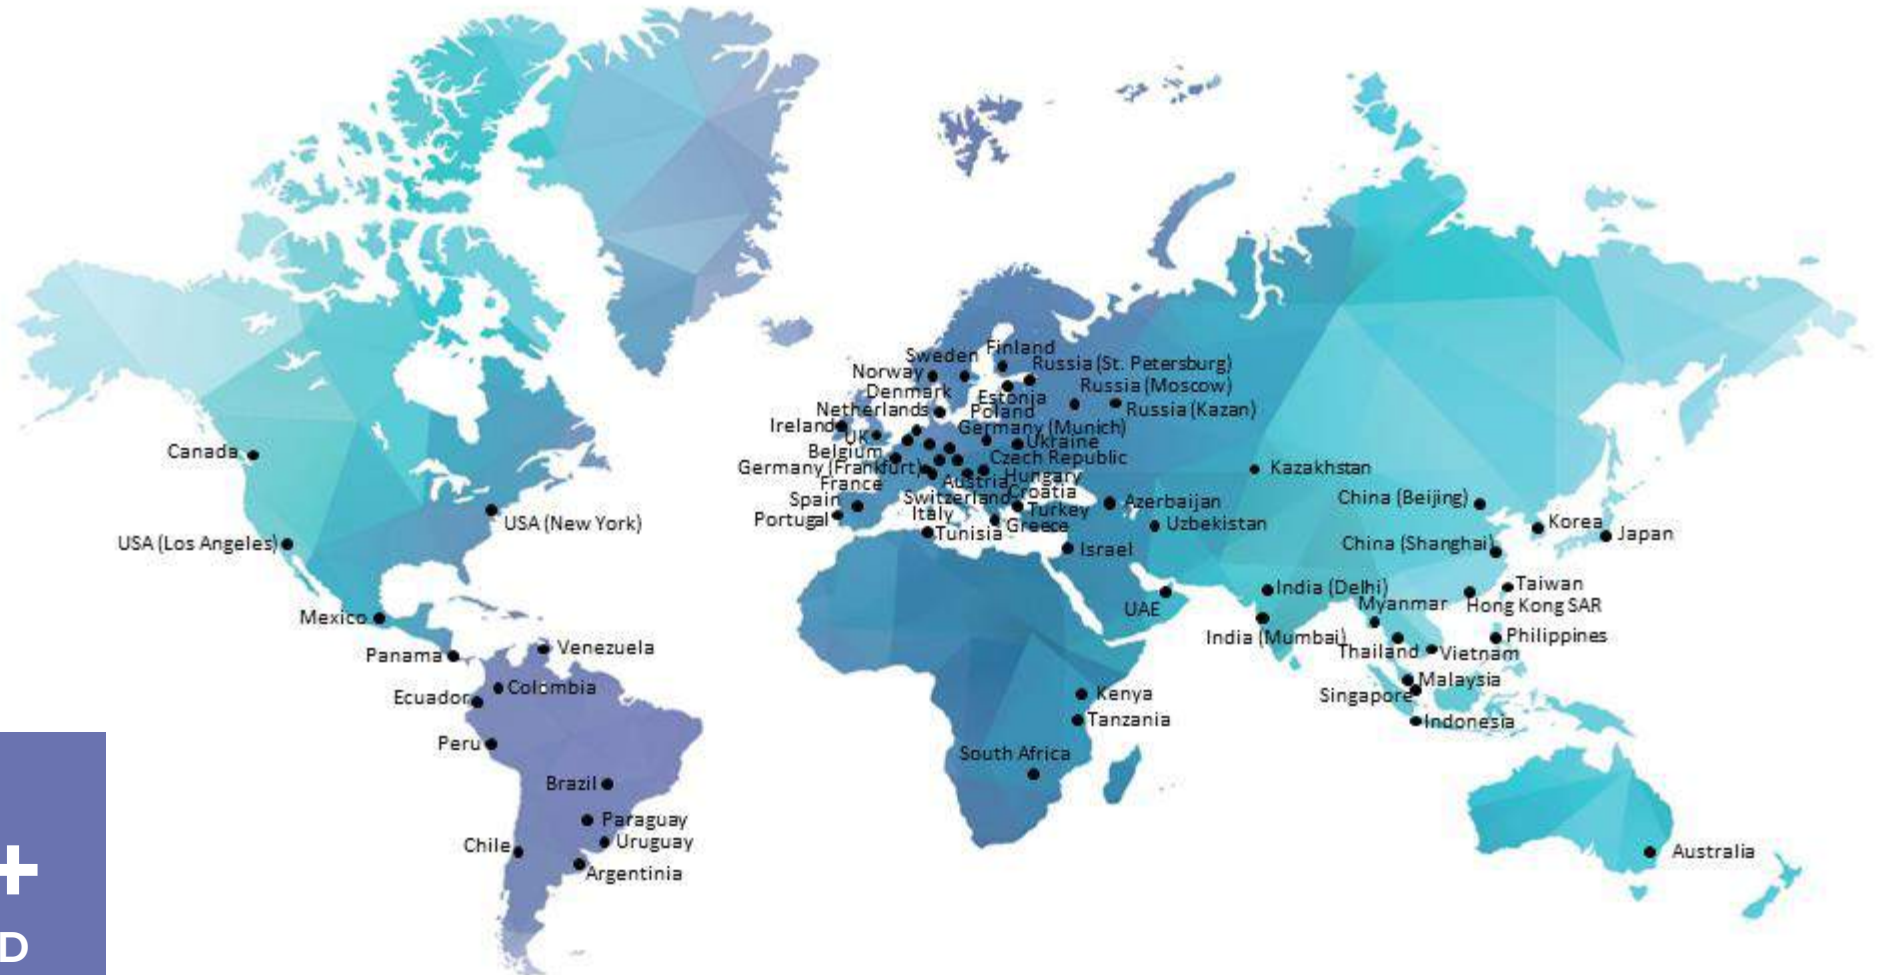 Finland
Sweden
Russia (St. Petersburg)
Norway
Russia (Moscow)
Denmark
Estonia
Netherlands
Poland
Russia (Kazan)
Ireland
Germany (Munich)
UK
Ukraine
Belgium
Czech Republic
Germany (Frankfurt)
Hungary
France
Austria
Croatia
Switzerland
Spain
Turkey
Italy
Portugal
Greece
Tunisia
Canada
USA (New York)
USA (Los Angeles)
Mexico
Panama
Venezuela
Colombia
Ecuador
Peru
Brazil
Paraguay
Uruguay
Chile
Argentinia
Kazakhstan
Azerbaijan
Uzbekistan
Israel
UAE
China (Beijing)
Korea
Japan
China (Shanghai)
India (Delhi)
Taiwan
Myanmar
Hong Kong SAR
India (Mumbai)
Philippines
Thailand
Vietnam
Malaysia
Singapore
Indonesia
Kenya
Tanzania
South Africa
Australia
+
D